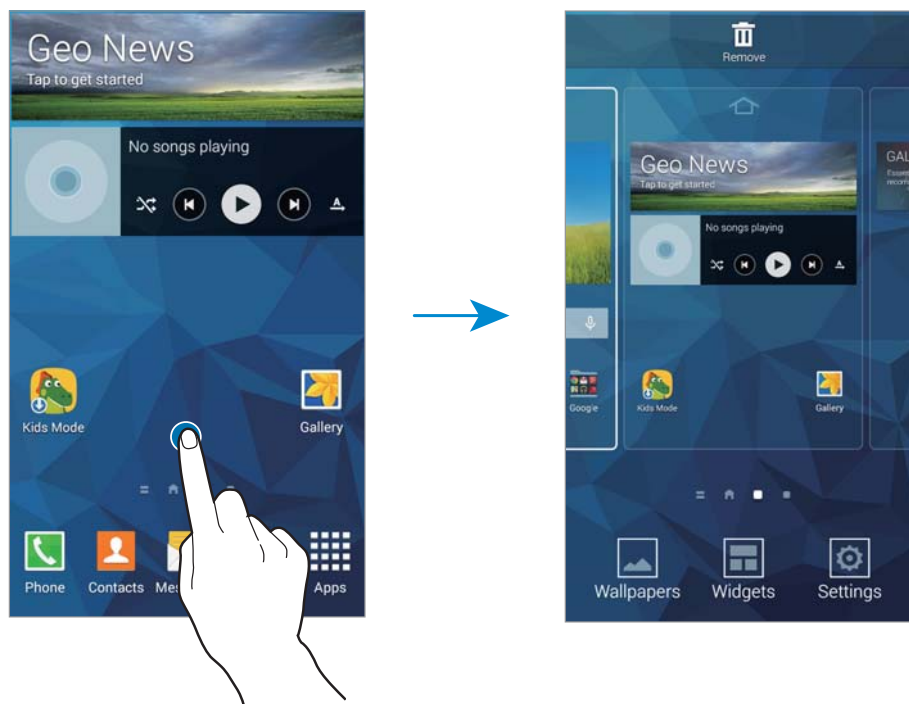 Geo News
Tap to get started
No songs playing
A
Kids Mode
Gallery
Phone
Contacts
Apps
Remove
Geo News
Tap to get started
No songs playing
A
Google
Kids Mode
Gallery
Wallpapers
Widgets
Settings